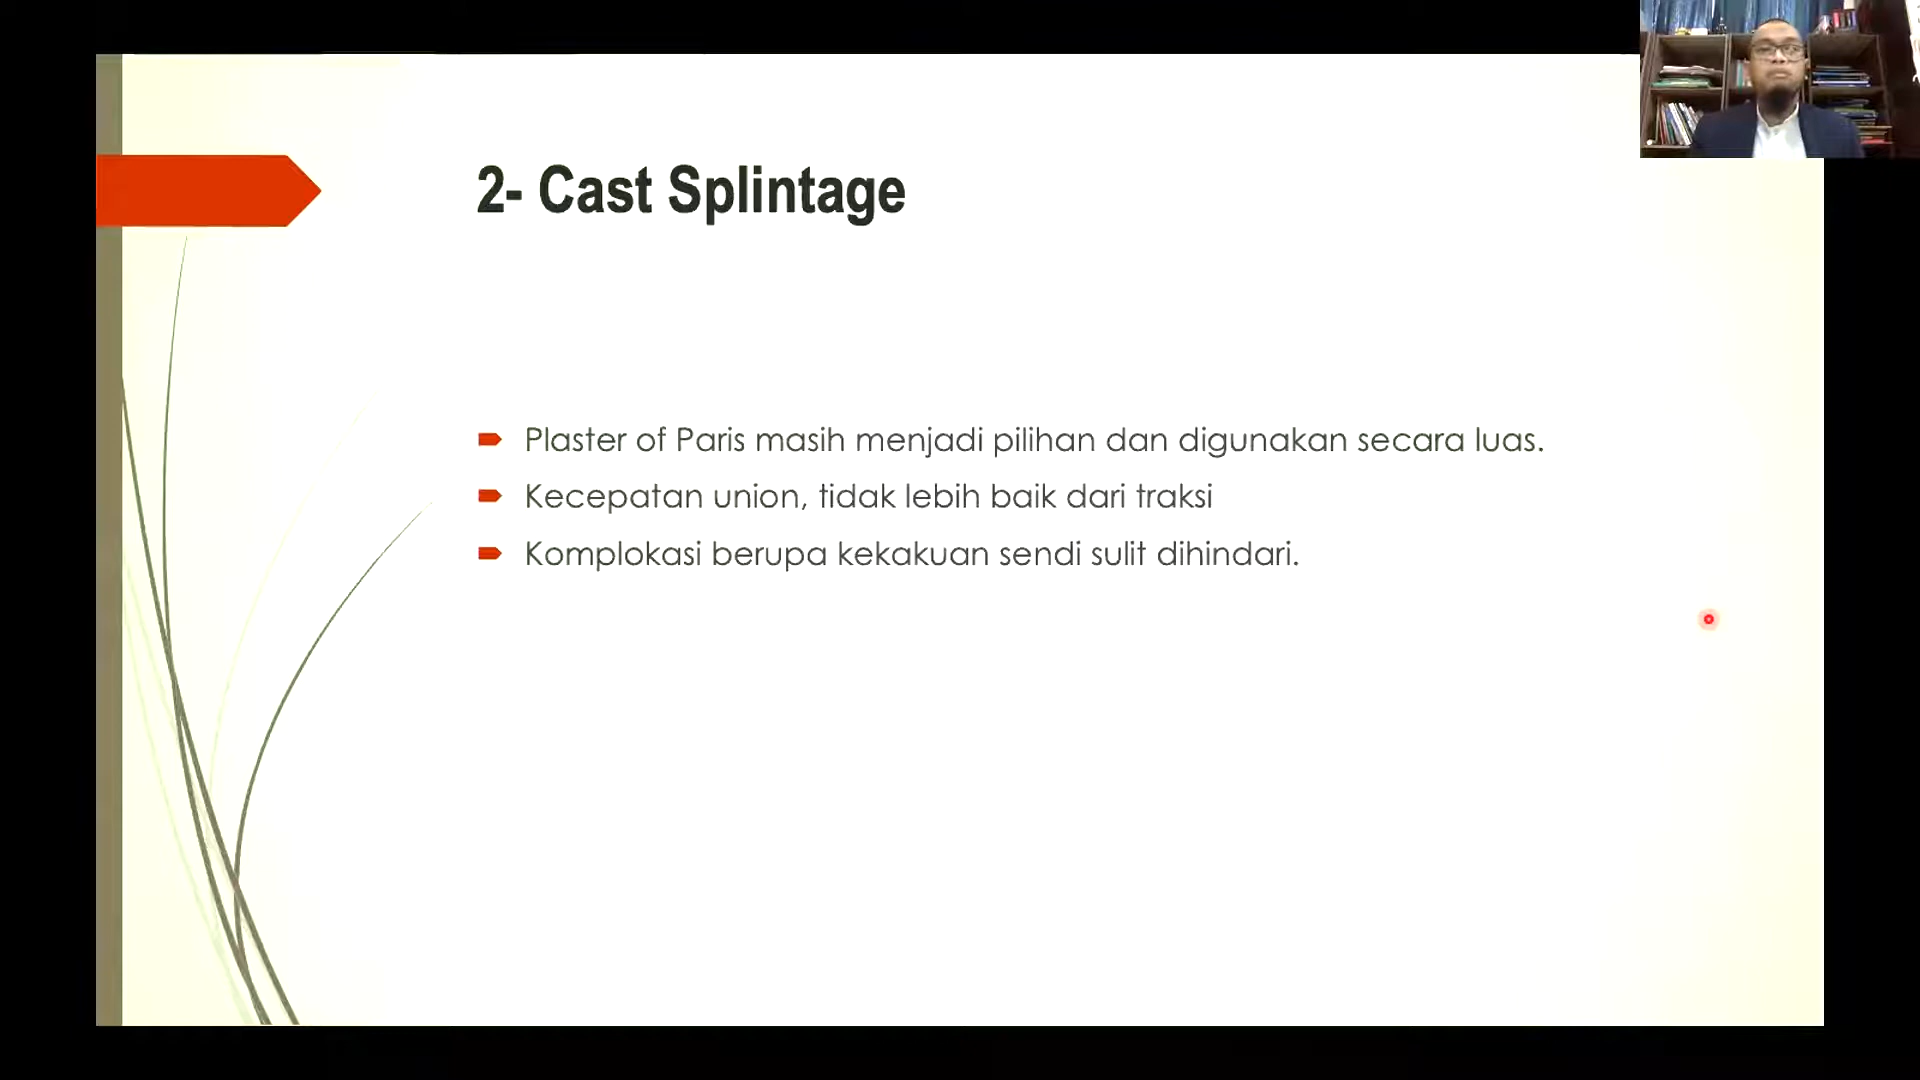 2- Cast Splintage
Plaster of Paris masih menjadi pilihan dan digunakan secara luas.
Kecepatan union, tidak lebih baik dari traksi
Komplokasi berupa kekakuan sendi sulit dihindari.